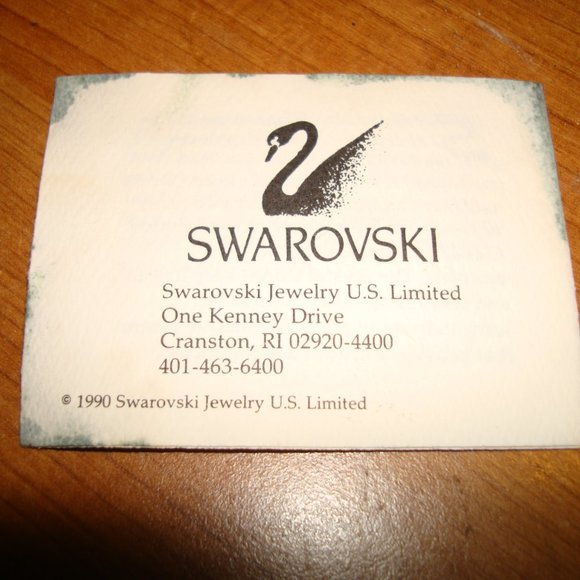 SWAROVSKI
Swarovski Jewelry U.S. Limited
One Kenney Drive
Cranston, RI 02920-4400
401-463-6400
© 1990 Swarovski Jewelry U.S. Limited